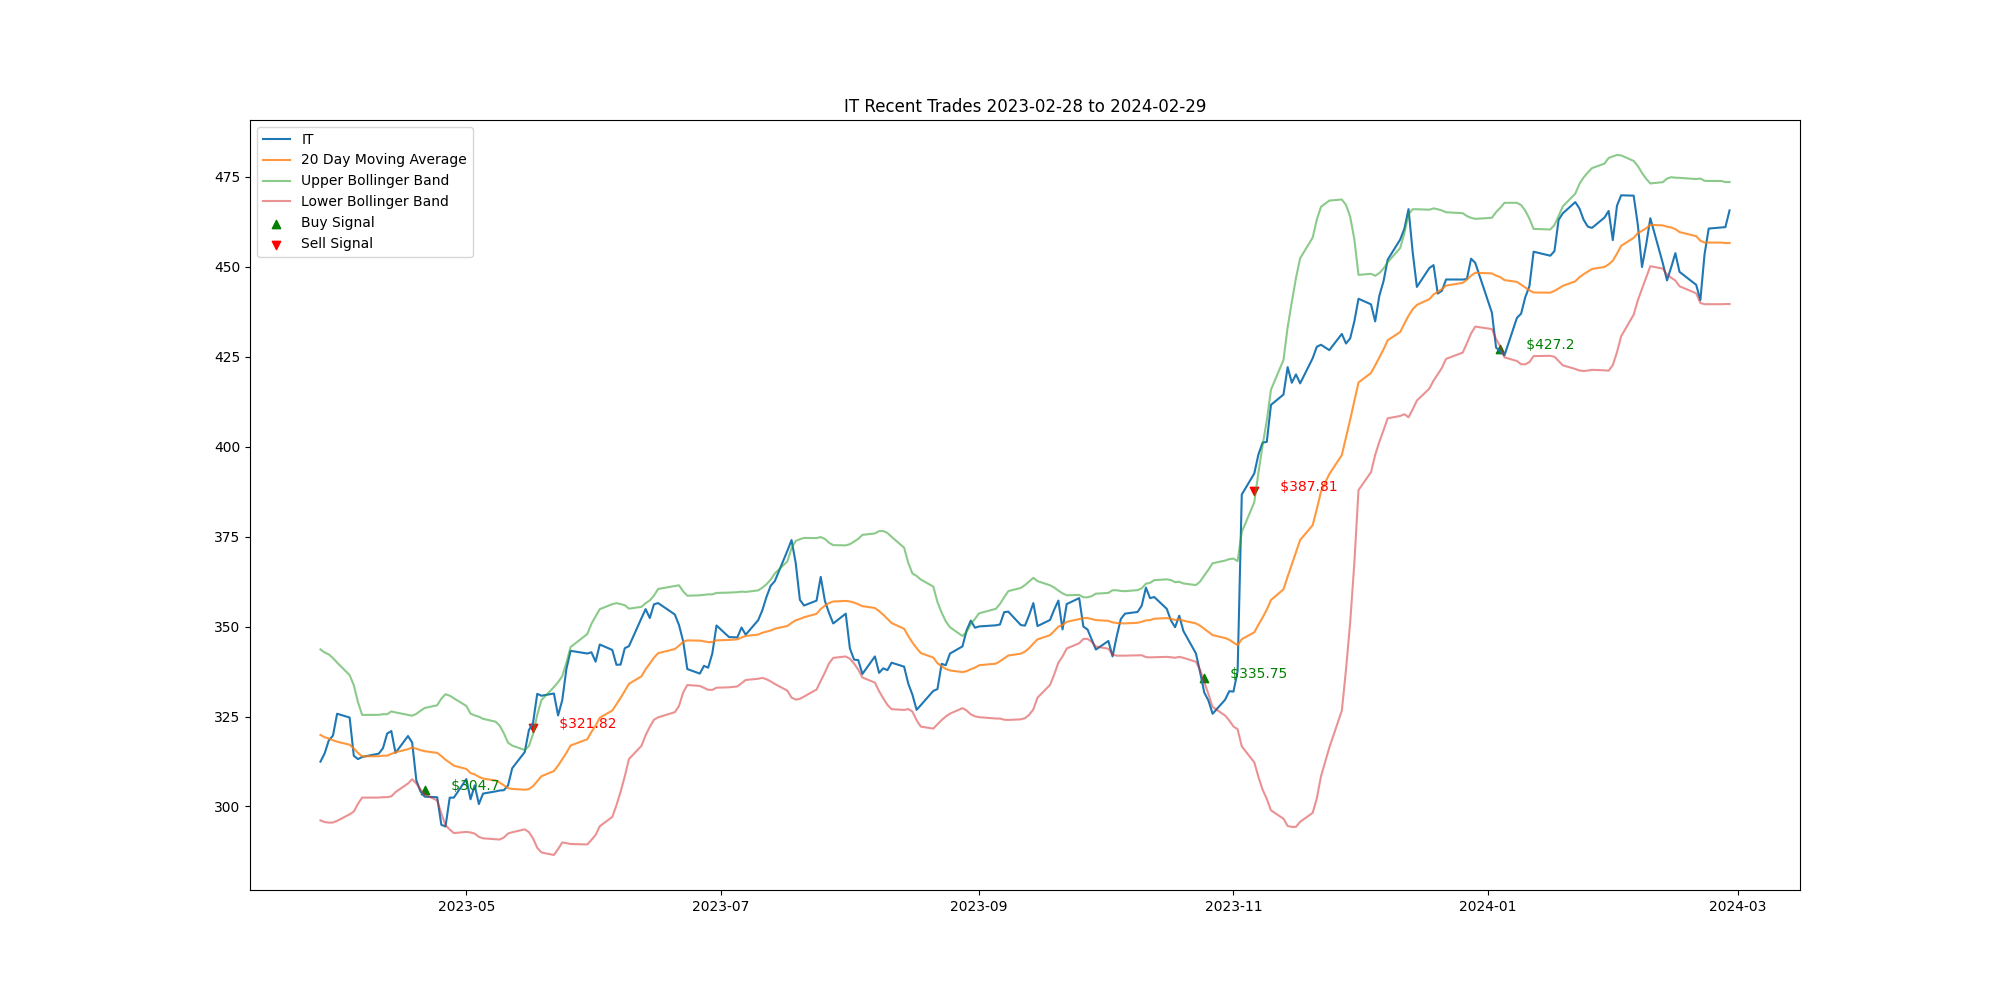 IT Recent Trades 2023-02-28 to 2024-02-29
IT
20 Day Moving Average
Upper Bollinger Band
Lower Bollinger Band
Buy Signal
Sell Signal
475
450
425
400
375
350
325
300
$427.2
$387.81
$335.75
$321.82
$304.7
2023-05
2023-07
2023-09
2023-11
2024-01
2024-03